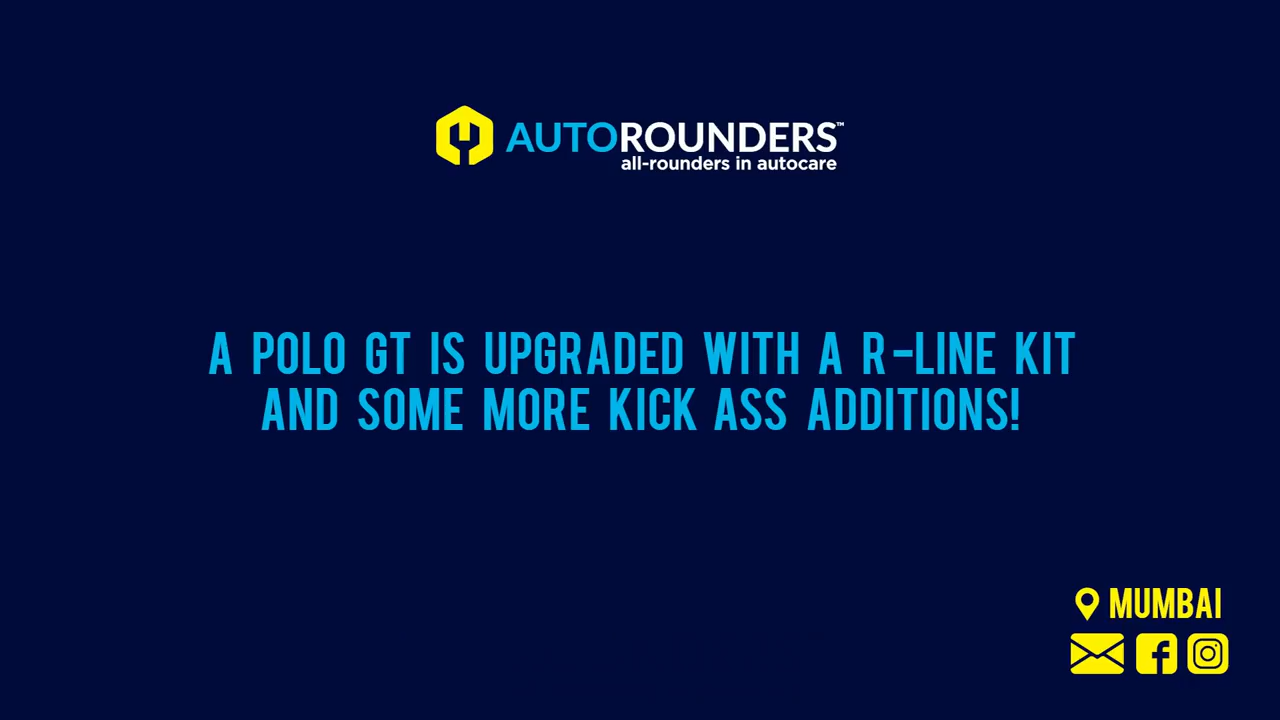 AUTOROUNDERS™
all-rounders in autocare
A POLO GT IS UPGRADED WITH A R-LINE KIT
AND SOME MORE KICK ASS ADDITIONS!
MUMBAI